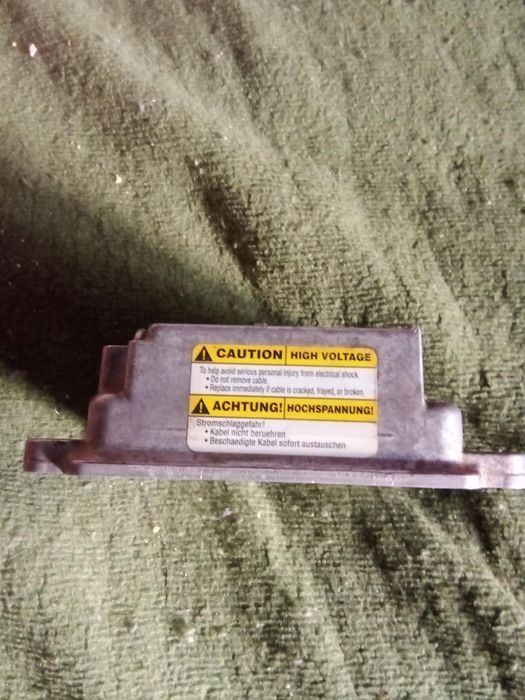 CAUTION HIGH VOLTAGE
To help avoid serious personal injury from electrical shock.
• Do not remove cable.
• Replace immediately if cable is cracked, frayed, or broken.
ACHTUNG! HOCHSPANNUNG!
Stromschlaggefahr!
• Kabel nicht beruehren
• Beschaedigte Kabel sofort austauschen